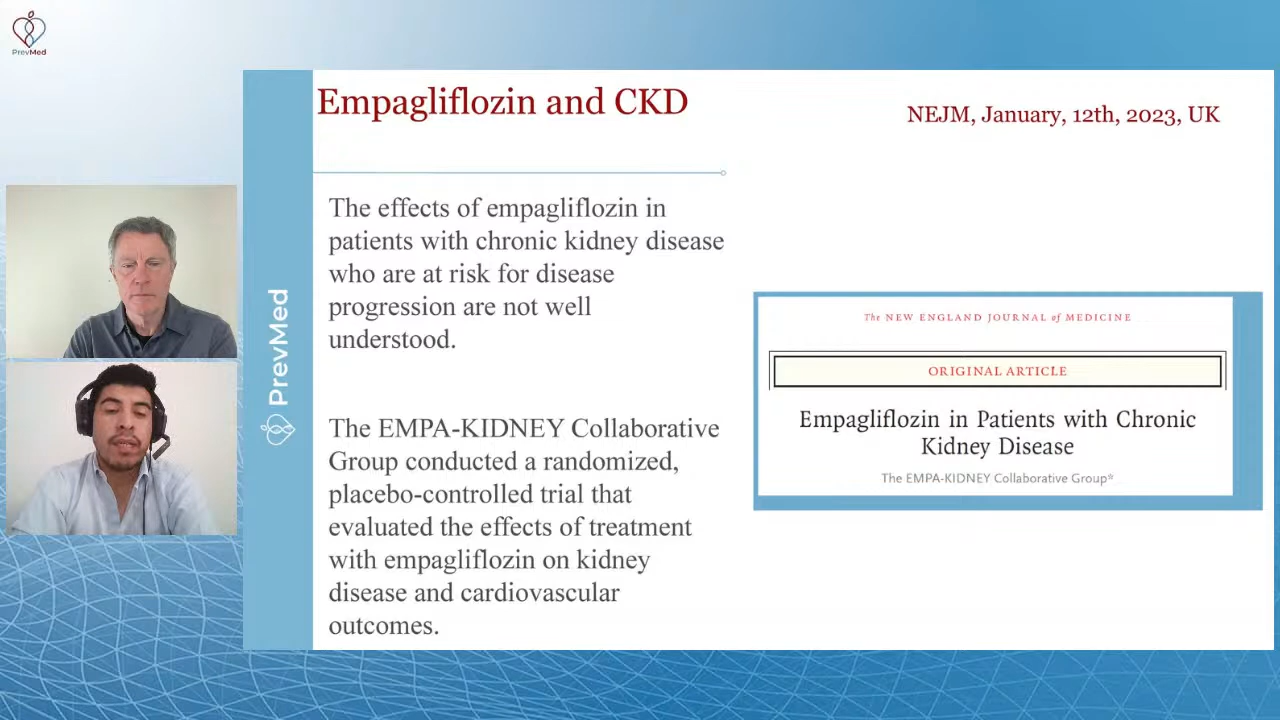 PrevMed
Empagliflozin and CKD
NEJM, January, 12th, 2023, UK
The effects of empagliflozin in
patients with chronic kidney disease
who are at risk for disease
progression are not well
understood.
The EMPA-KIDNEY Collaborative
Group conducted a randomized,
placebo-controlled trial that
evaluated the effects of treatment
with empagliflozin on kidney
disease and cardiovascular
outcomes.
PrevMed
The NEW ENGLAND JOURNAL of MEDICINE
ORIGINAL ARTICLE
Empagliflozin in Patients with Chronic
Kidney Disease
The EMPA-KIDNEY Collaborative Group*